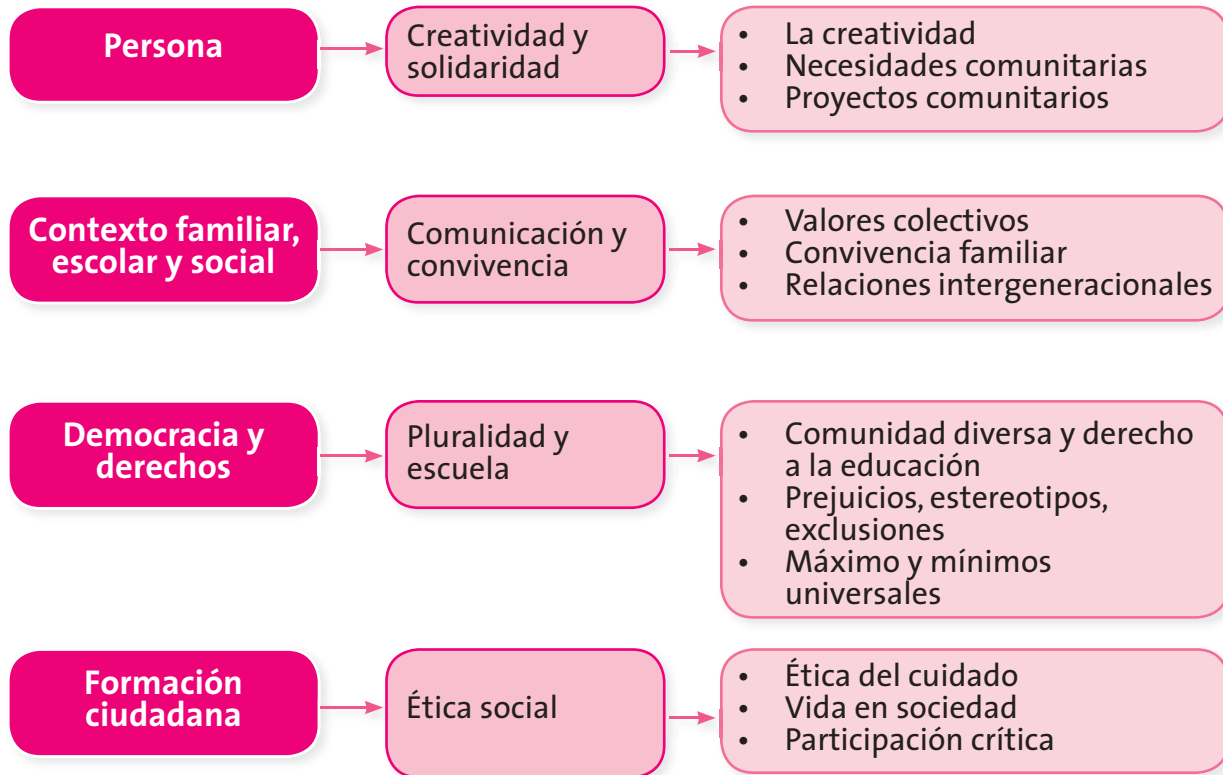 Persona
Creatividad y
solidaridad
• La creatividad
• Necesidades comunitarias
• Proyectos comunitarios
Contexto familiar,
escolar y social
Comunicación y
convivencia
• Valores colectivos
• Convivencia familiar
• Relaciones intergeneracionales
Democracia y
derechos
Pluralidad y
escuela
• Comunidad diversa y derecho
a la educación
• Prejuicios, estereotipos,
exclusiones
• Máximo y mínimos
universales
Formación
ciudadana
Ética social
• Ética del cuidado
• Vida en sociedad
• Participación crítica